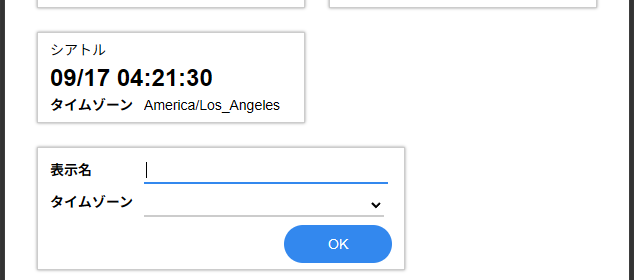 シアトル
09/17 04:21:30
タイムゾーン America/Los_Angeles
表示名
タイムゾーン
OK